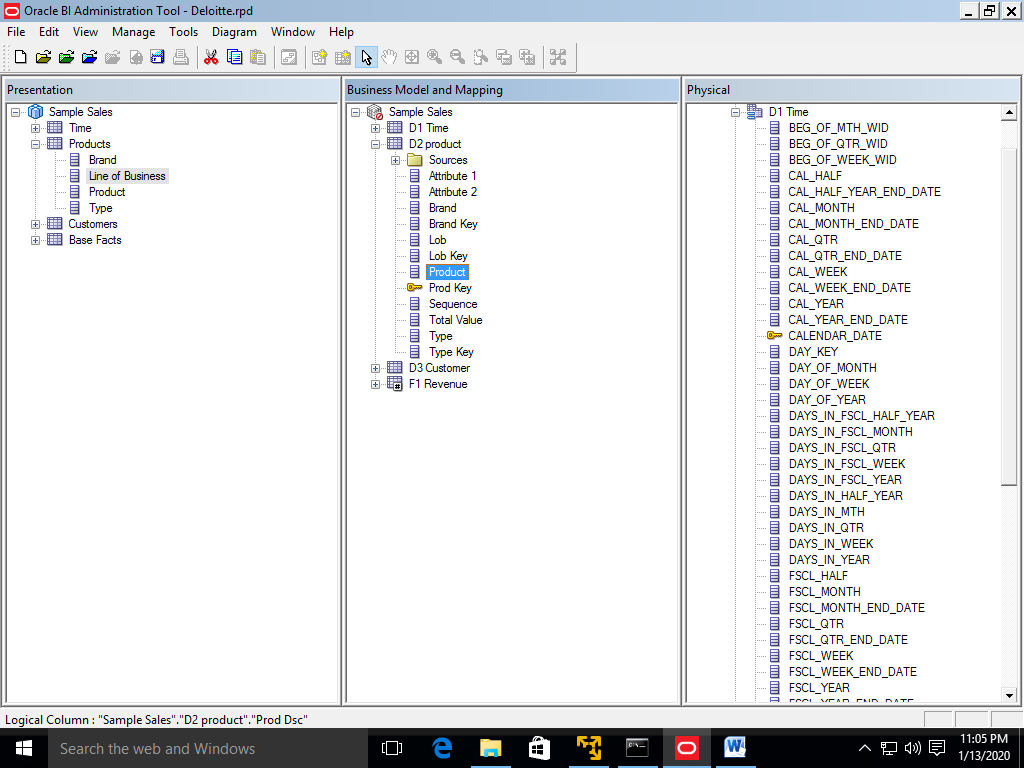 Oracle BI Administration Tool - Deloitte.rpd
File Edit View Manage Tools Diagram Window Help
Presentation
Sample Sales
Time
Products
Brand
Line of Business
Product
Type
Customers
Base Facts
Business Model and Mapping
Sample Sales
D1 Time
D2 product
Sources
Attribute 1
Attribute 2
Brand
Brand Key
Lob
Lob Key
Product
Prod Key
Sequence
Total Value
Type
Type Key
D3 Customer
F1 Revenue
Physical
D1 Time
BEG_OF_MTH_WID
BEG_OF_QTR_WID
BEG_OF_WEEK_WID
CAL_HALF
CAL_HALF_YEAR_END_DATE
CAL_MONTH
CAL_MONTH_END_DATE
CAL_QTR
CAL_QTR_END_DATE
CAL_WEEK
CAL_WEEK_END_DATE
CAL_YEAR
CAL_YEAR_END_DATE
CALENDAR_DATE
DAY_KEY
DAY_OF_MONTH
DAY_OF_WEEK
DAY_OF_YEAR
DAYS_IN_FSCL_HALF_YEAR
DAYS_IN_FSCL_MONTH
DAYS_IN_FSCL_QTR
DAYS_IN_FSCL_WEEK
DAYS_IN_FSCL_YEAR
DAYS_IN_HALF_YEAR
DAYS_IN_MTH
DAYS_IN_QTR
DAYS_IN_WEEK
DAYS_IN_YEAR
FSCL_HALF
FSCL_MONTH
FSCL_MONTH_END_DATE
FSCL_QTR
FSCL_QTR_END_DATE
FSCL_WEEK
FSCL_WEEK_END_DATE
FSCL_YEAR
FSCL_YEAR_END_DATE
Logical Column : "Sample Sales"."D2 product"."Prod Dsc"
Search the web and Windows
11:05 PM
1/13/2020